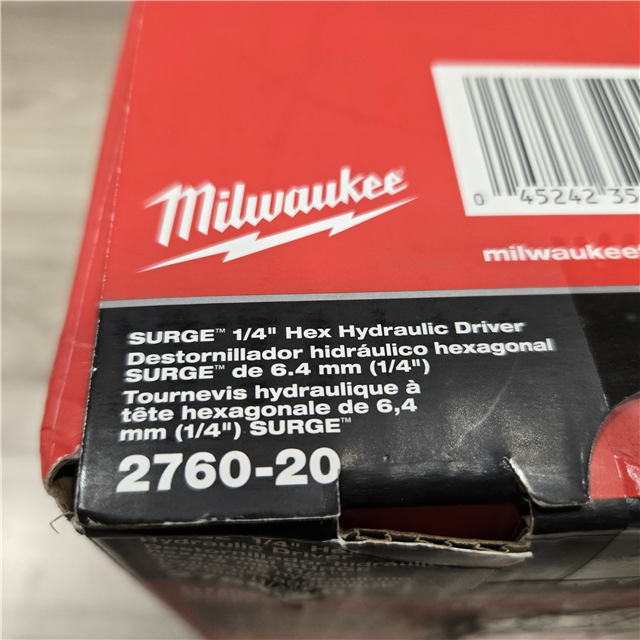 Milwaukee
0 45242 35
milwaukee
SURGE™ 1/4" Hex Hydraulic Driver
Destornillador hidráulico hexagonal
SURGE™ de 6.4 mm (1/4")
Tournevis hydraulique à
tête hexagonale de 6,4
mm (1/4") SURGE™
2760-20